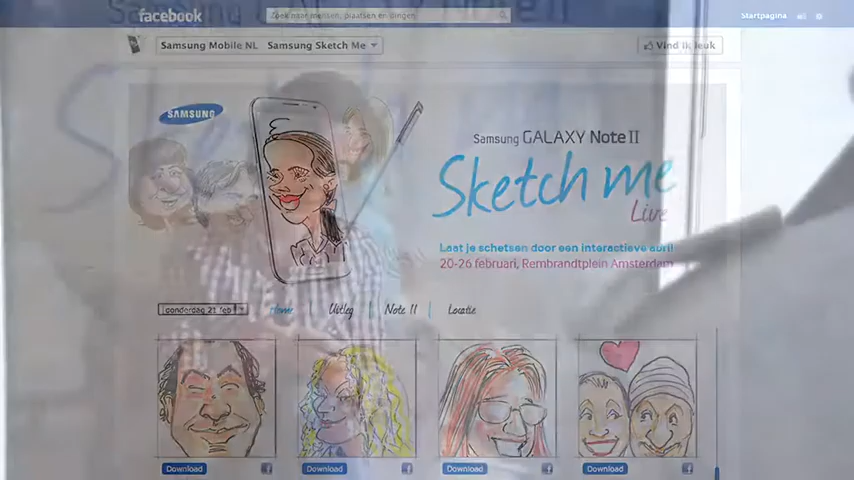 facebook
Zoek naar mensen, plaatsen en dingen
Startpagina
Samsung Mobile NL
Samsung Sketch Me
Vind ik leuk
SAMSUNG
Samsung GALAXY Note II
Sketch me
Live
Laat je schetsen door een interactieve abri!
20-26 februari, Rembrandtplein Amsterdam
donderdag 21 feb
Home
Uitleg
Note II
Locatie
Download
Download
Download
Download